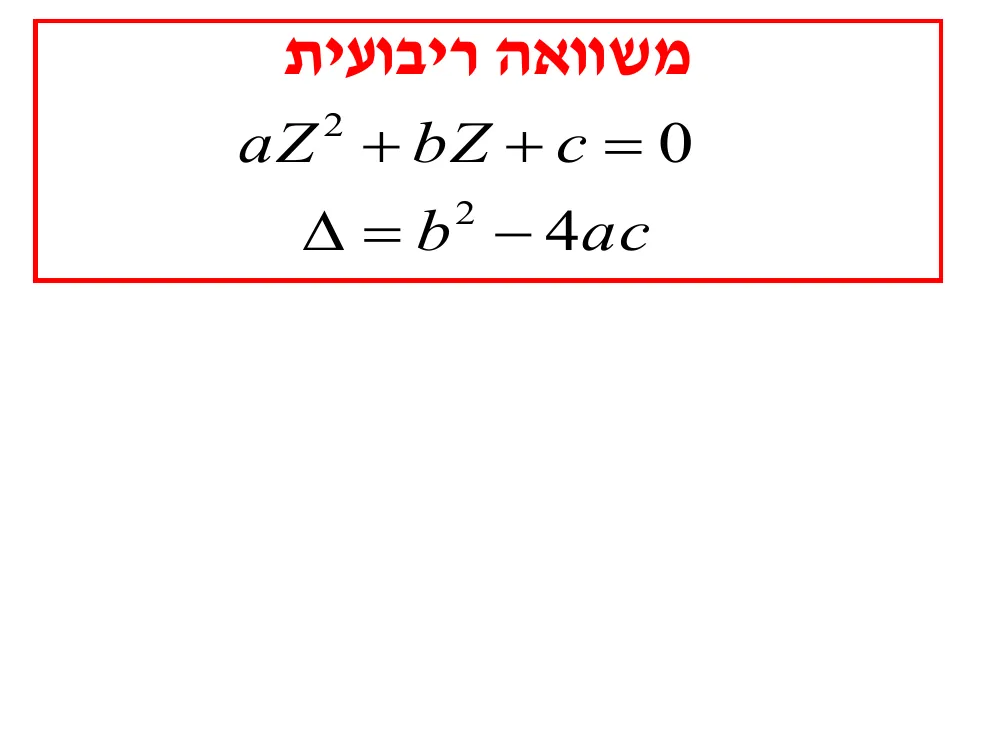 משוואה ריבועית
aZ² + bZ + c = 0
Δ = b² − 4ac